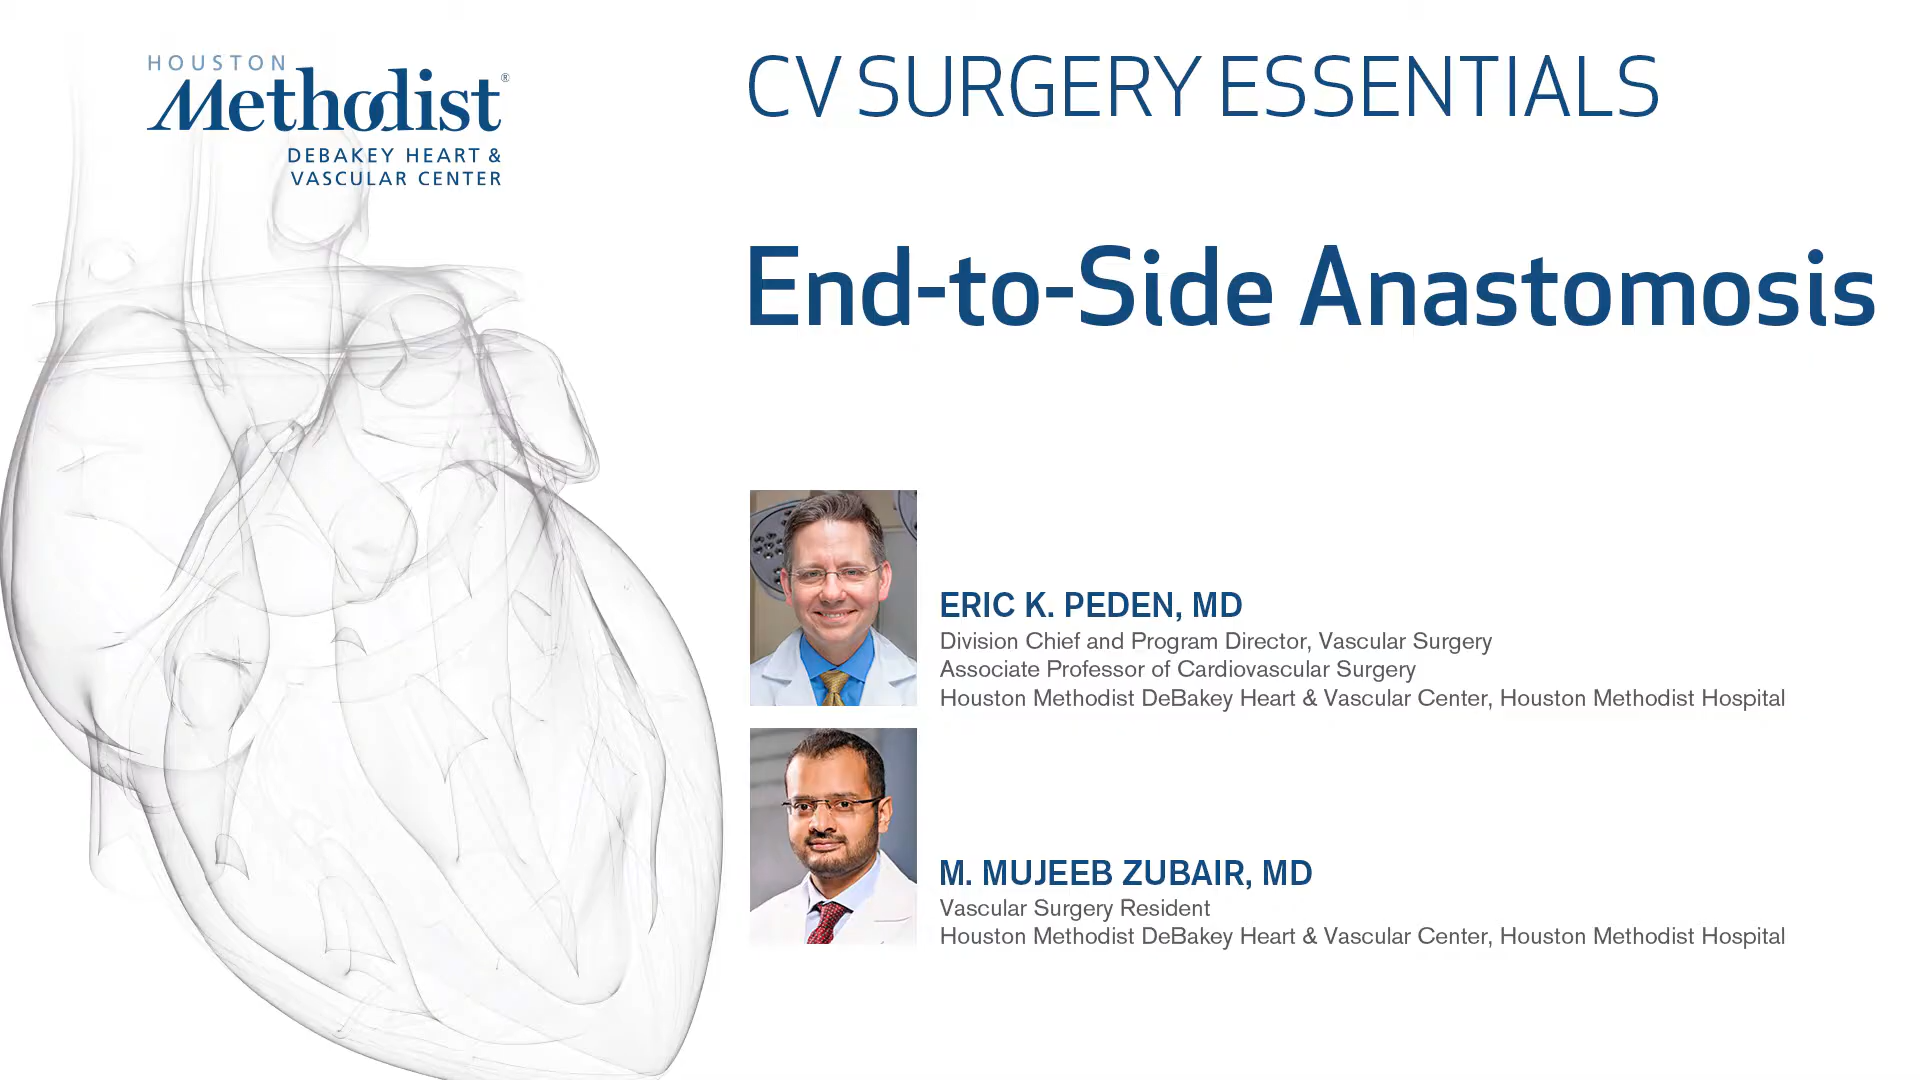 HOUSTON
Methodist®
DEBAKEY HEART &
VASCULAR CENTER
CV SURGERY ESSENTIALS
End-to-Side Anastomosis
ERIC K. PEDEN, MD
Division Chief and Program Director, Vascular Surgery
Associate Professor of Cardiovascular Surgery
Houston Methodist DeBakey Heart & Vascular Center, Houston Methodist Hospital
M. MUJEEB ZUBAIR, MD
Vascular Surgery Resident
Houston Methodist DeBakey Heart & Vascular Center, Houston Methodist Hospital